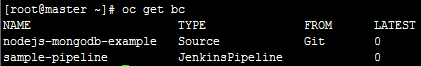 [root@master ~]# oc get bc
NAME TYPE FROM LATEST
nodejs-mongodb-example Source Git 0
sample-pipeline JenkinsPipeline 0